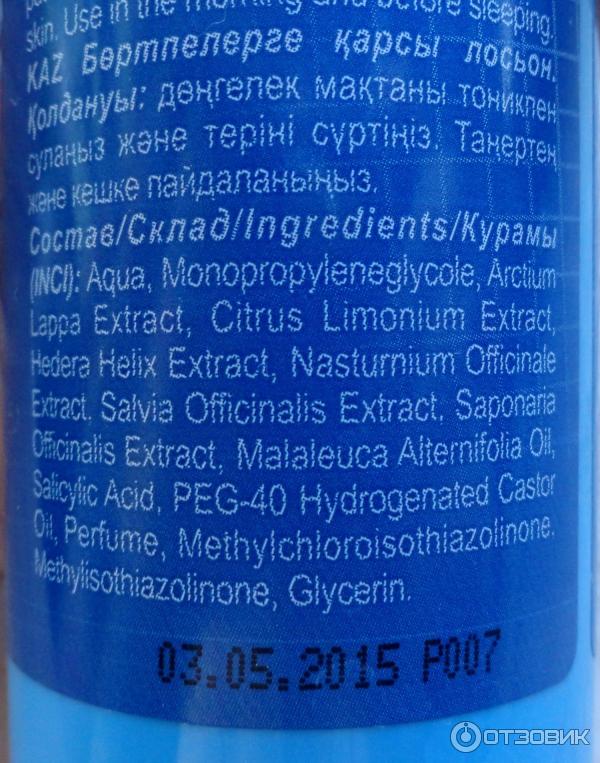 skin. Use in the morning and before sleeping.
KAZ Бөртпелерге қарсы лосьон.
Қолдануы: дөңгелек мақтаны тоникпен
сулаңыз және теріні сүртіңіз. Таңертең
және кешке пайдаланыңыз.
Состав/Склад/Ingredients/Курамы
(INCI): Aqua, Monopropyleneglycole, Arctium
Lappa Extract, Citrus Limonium Extract,
Hedera Helix Extract, Nasturnium Officinale
Extract. Salvia Officinalis Extract. Saponaria
Officinalis Extract, Malaleuca Alternifolia Oil,
Salicylic Acid, PEG-40 Hydrogenated Castor
Oil, Perfume, Methylchloroisothiazolinone.
Methylisothiazolinone, Glycerin.
03.05.2015 P007
ОТЗОВИК